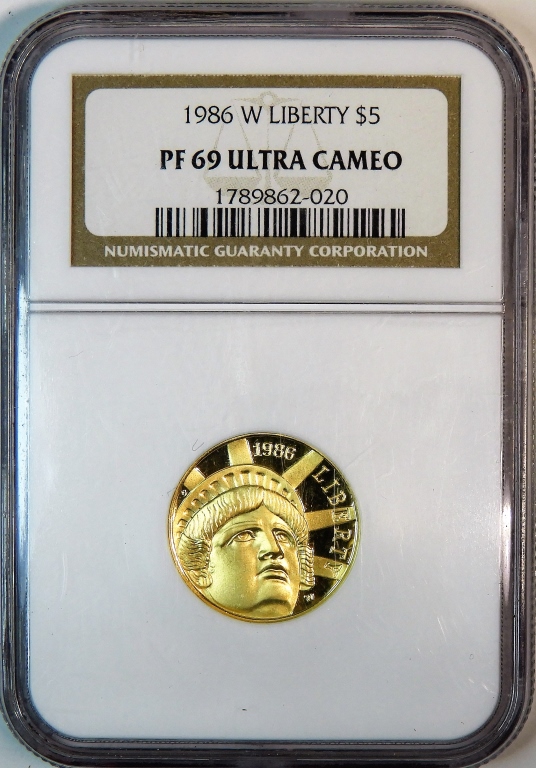 1986 W LIBERTY $5
PF 69 ULTRA CAMEO
1789862-020
NUMISMATIC GUARANTY CORPORATION
1986
LIBERTY
W